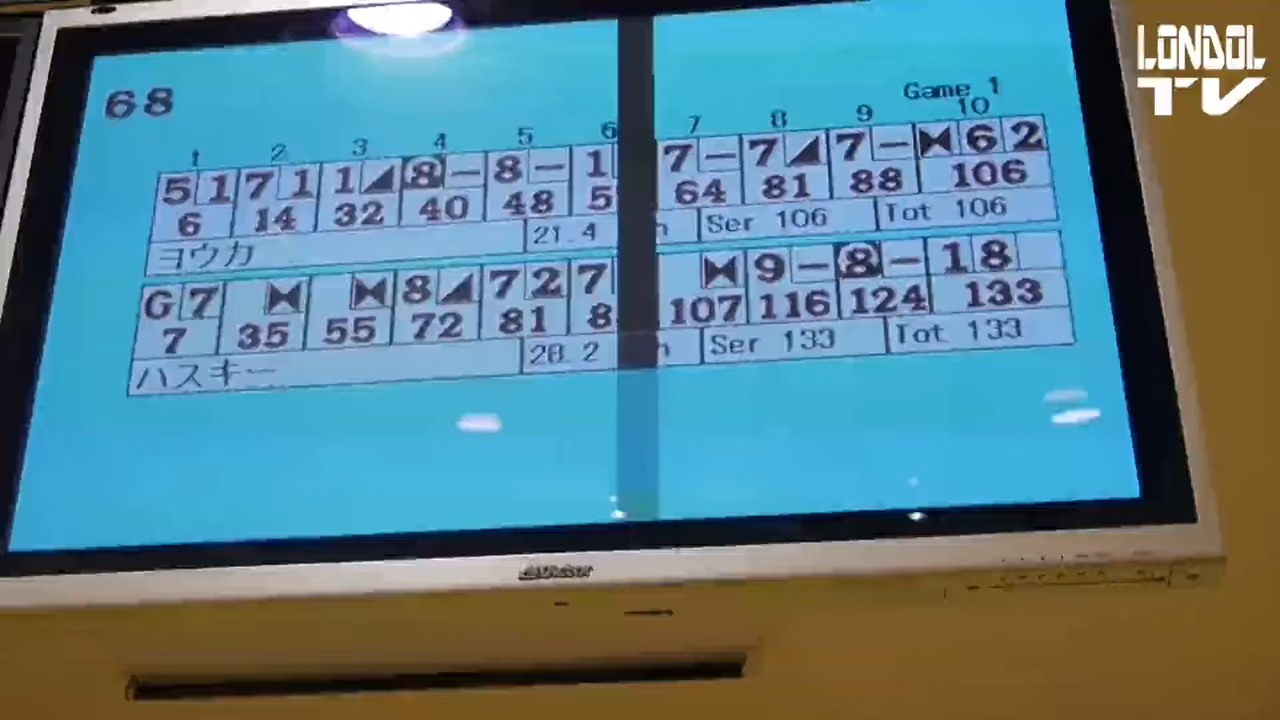 LONDOL
TV
68
Game 1
1 2 3 4 5 6 7 8 9 10
5 1 7 1 1 ◢ 8 - 8 - 1 7 - 7 ◢ 7 - ⧓ 6 2
6 14 32 40 48 5 64 81 88 106
ヨウカ 21.4 Ser 106 Tot 106
G 7 ⧓ ⧓ 8 ◢ 7 2 7 ⧓ 9 - 8 - 1 8
7 35 55 72 81 8 107 116 124 133
ハスキー 28.2 Ser 133 Tot 133